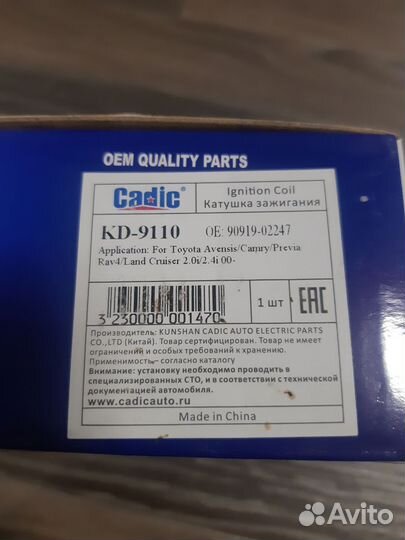 OEM QUALITY PARTS
Cadic
Ignition Coil
Катушка зажигания
KD-9110
OE: 90919-02247
Application: For Toyota Avensis/Camry/Previa
Rav4/Land Cruiser 2.0i/2.4i 00-
3 230000 001470
1 шт
EAC
Производитель: KUNSHAN CADIC AUTO ELECTRIC PARTS
CO.,LTD (Китай). Товар сертифицирован. Товар не имеет
ограничений и особых требований к хранению.
Применимость - согласно каталогу
Внимание: установку необходимо проводить в
специализированных СТО, и в соответствии с технической
документацией автомобиля.
www.cadicauto.ru
Made in China
Avito